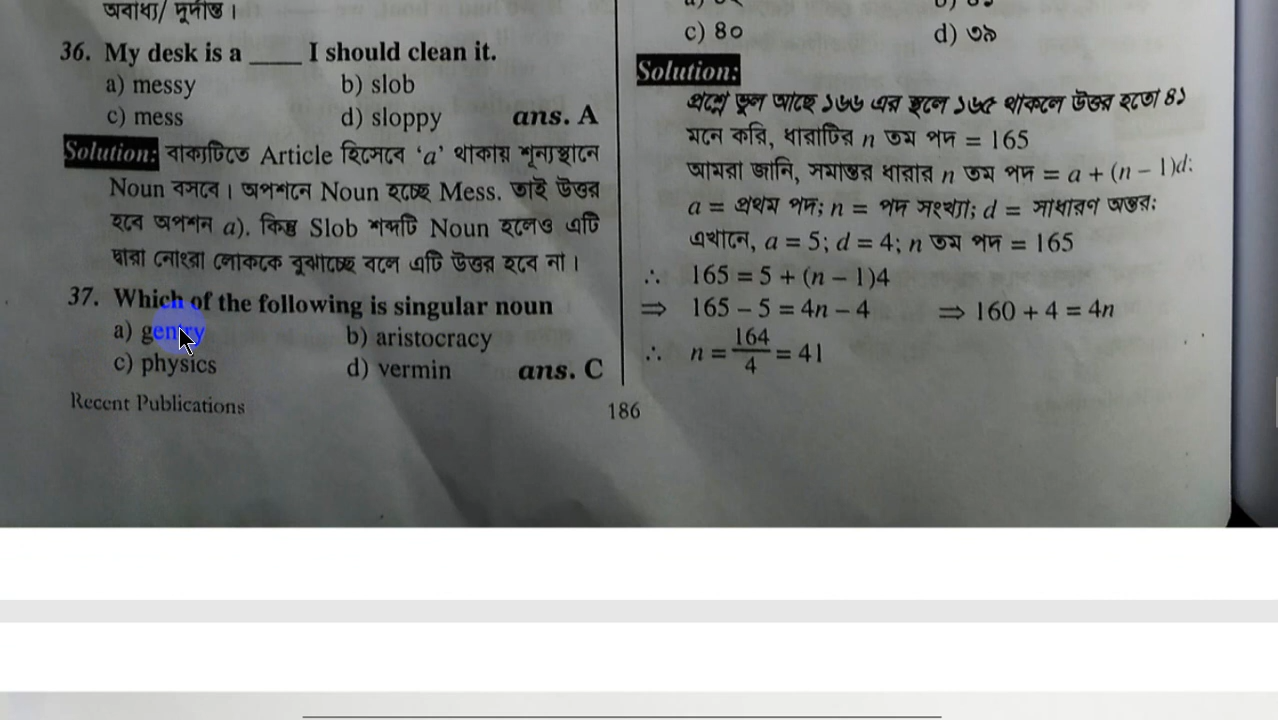 অবাধ্য/ দুর্দান্ত।
36. My desk is a ____ I should clean it.
a) messy b) slob
c) mess d) sloppy ans. A
Solution: বাক্যটিতে Article হিসেবে ‘a’ থাকায় শূন্যস্থানে
Noun বসবে। অপশনে Noun হচ্ছে Mess. তাই উত্তর
হবে অপশন a). কিন্তু Slob শব্দটি Noun হলেও এটি
দ্বারা নোংরা লোককে বুঝাচ্ছে বলে এটি উত্তর হবে না।
37. Which of the following is singular noun
a) gentry b) aristocracy
c) physics d) vermin ans. C
Recent Publications
c) ৪০ d) ৩৯
Solution:
প্রশ্নে ভুল আছে ১৬৬ এর স্থলে ১৬৫ থাকলে উত্তর হতো ৪১
মনে করি, ধারাটির n তম পদ = 165
আমরা জানি, সমান্তর ধারার n তম পদ = a + (n − 1)d:
a = প্রথম পদ; n = পদ সংখ্যা; d = সাধারণ অন্তর:
এখানে, a = 5; d = 4; n তম পদ = 165
∴ 165 = 5 + (n − 1)4
⇒ 165 − 5 = 4n − 4 ⇒ 160 + 4 = 4n
∴ n = 164/4 = 41
186